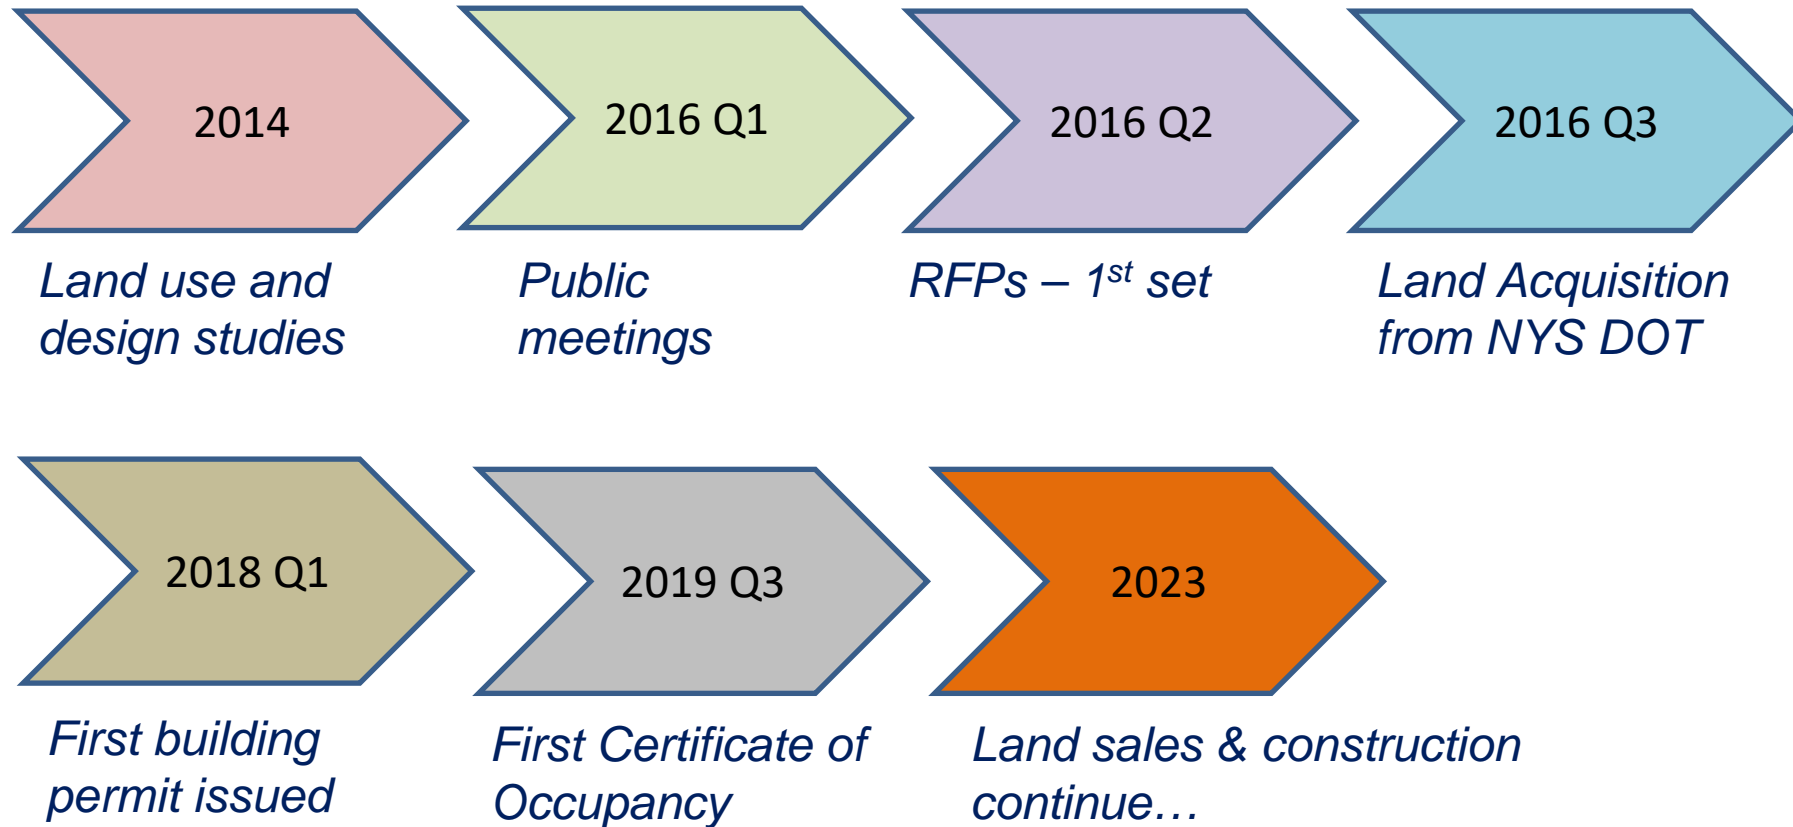 2014
2016 Q1
2016 Q2
2016 Q3
Land use and
design studies
Public
meetings
RFPs – 1st set
Land Acquisition
from NYS DOT
2018 Q1
2019 Q3
2023
First building
permit issued
First Certificate of
Occupancy
Land sales & construction
continue…